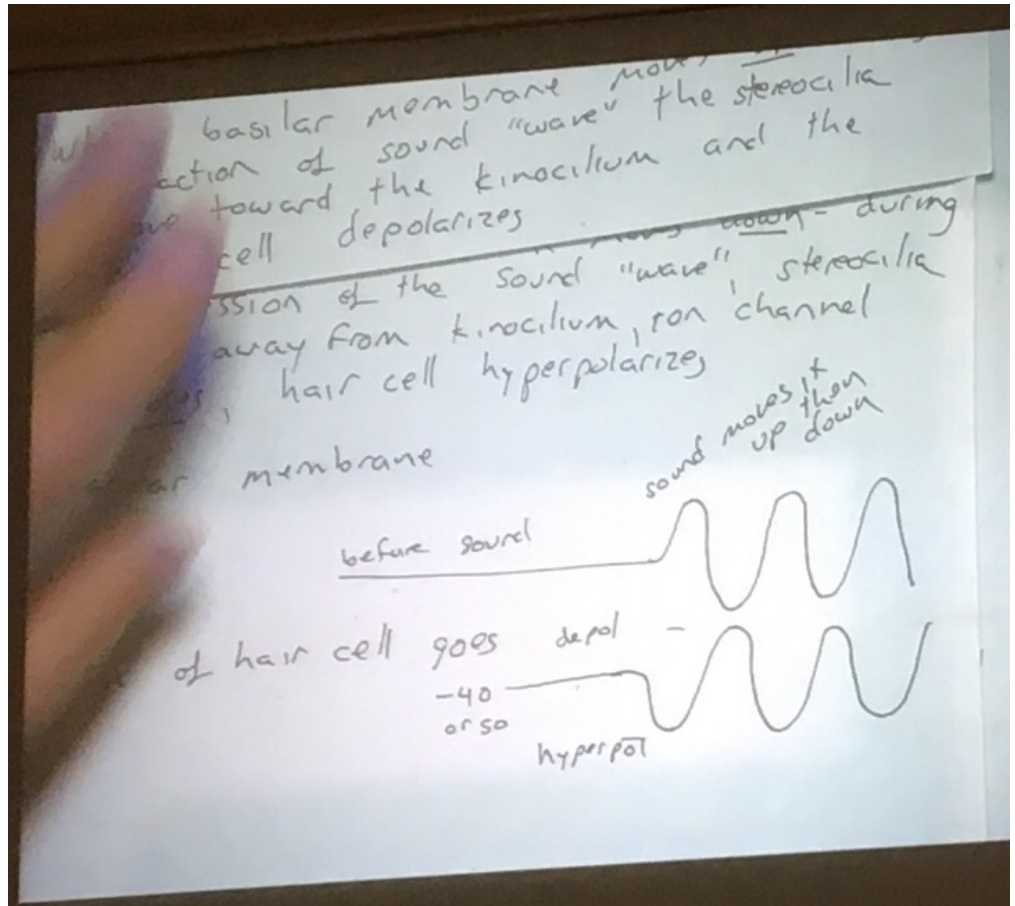 basilar membrane
action of sound "wave" the stereocilia
toward the kinocilium and the
cell depolarizes
down - during
ssion of the sound "wave", stereocilia
away from kinocilium, ion channel
, hair cell hyperpolarizes
membrane
sound moves it
up then
down
before sound
of hair cell goes depol -
-40
or so
hyperpol